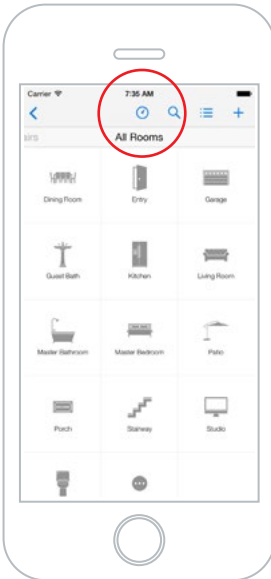 Carrier 7:35 AM
airs All Rooms
Dining Room Entry Garage
Guest Bath Kitchen Living Room
Master Bathroom Master Bedroom Patio
Porch Stairway Studio